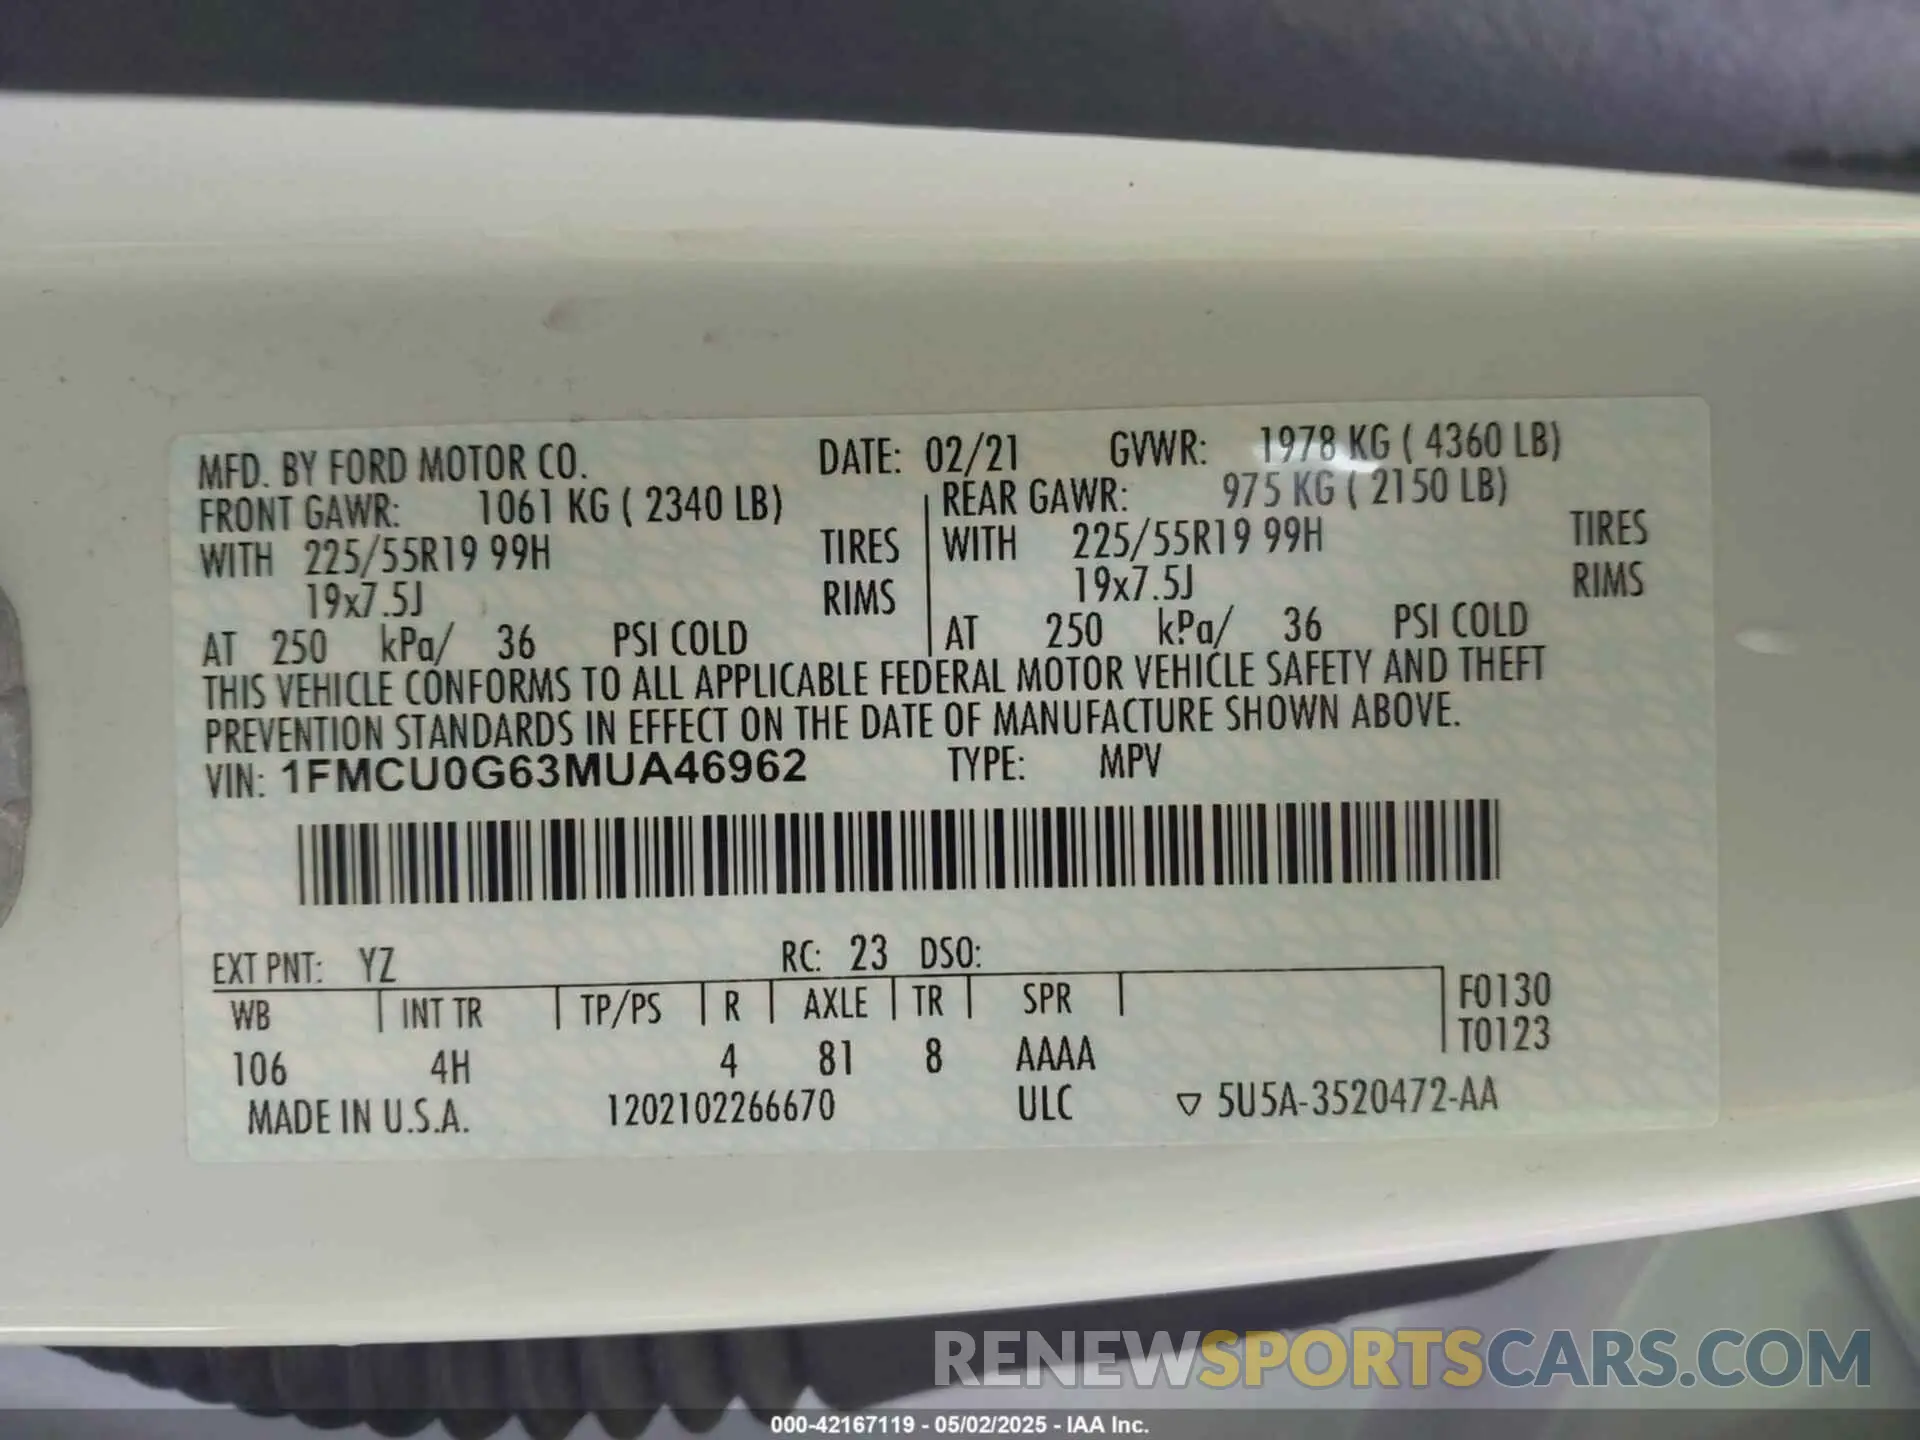 MFD. BY FORD MOTOR CO. DATE: 02/21 GVWR: 1978 KG ( 4360 LB)
FRONT GAWR: 1061 KG ( 2340 LB) REAR GAWR: 975 KG ( 2150 LB)
WITH 225/55R19 99H TIRES WITH 225/55R19 99H TIRES
19x7.5J RIMS 19x7.5J RIMS
AT 250 kPa/ 36 PSI COLD AT 250 kPa/ 36 PSI COLD
THIS VEHICLE CONFORMS TO ALL APPLICABLE FEDERAL MOTOR VEHICLE SAFETY AND THEFT
PREVENTION STANDARDS IN EFFECT ON THE DATE OF MANUFACTURE SHOWN ABOVE.
VIN: 1FMCU0G63MUA46962 TYPE: MPV
EXT PNT: YZ RC: 23 DSO:
WB INT TR TP/PS R AXLE TR SPR F0130
T0123
106 4H 4 81 8 AAAA
MADE IN U.S.A. 1202102266670 ULC ▽ 5U5A-3520472-AA
RENEWSPORTSCARS.COM
000-42167119 - 05/02/2025 - IAA Inc.